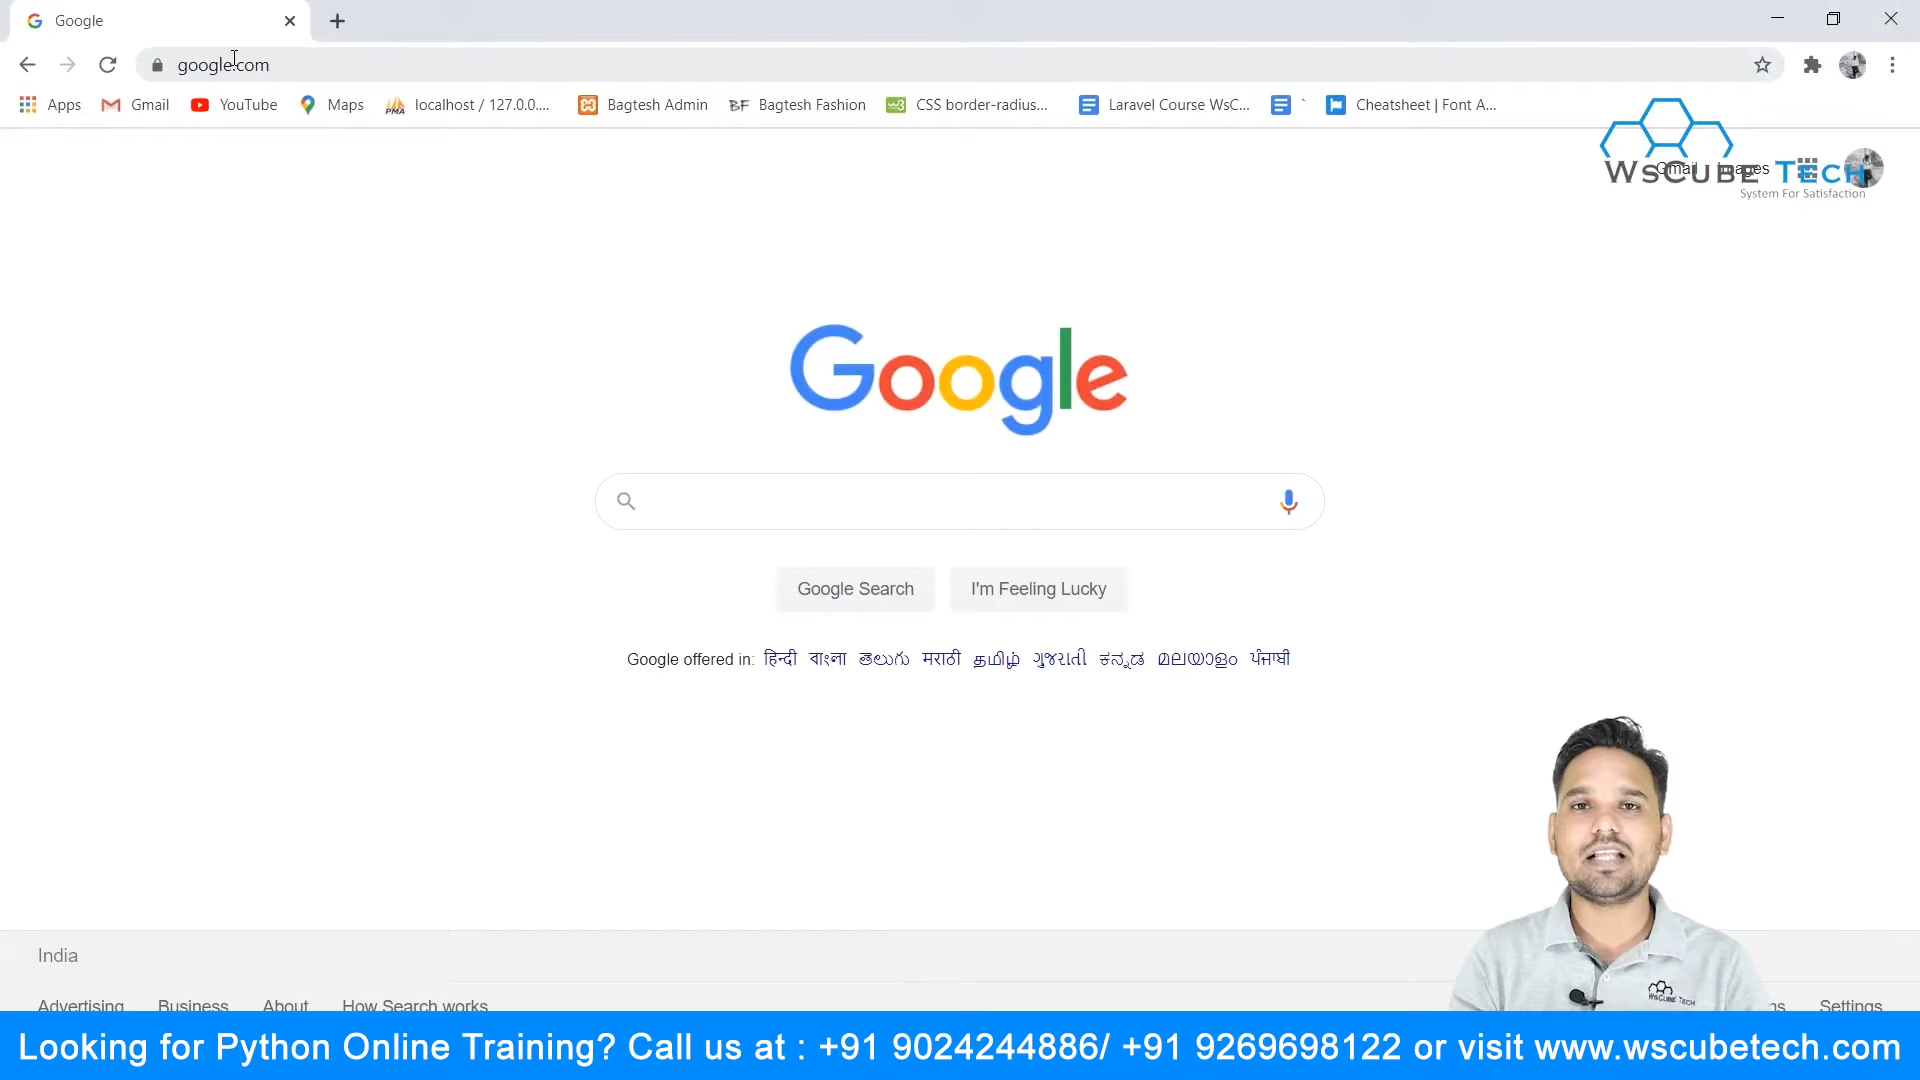 Google
google.com
Apps Gmail YouTube Maps localhost / 127.0.0.... Bagtesh Admin BF Bagtesh Fashion CSS border-radius... Laravel Course WsC... ` Cheatsheet | Font A...
Gmail Images
WsCube Tech
System For Satisfaction
Google
Google Search I'm Feeling Lucky
Google offered in: हिन्दी বাংলা తెలుగు मराठी தமிழ் ગુજરાતી ಕನ್ನಡ മലയാളം ਪੰਜਾਬੀ
India
Advertising Business About How Search works Settings
WsCube Tech
Looking for Python Online Training? Call us at : +91 9024244886/ +91 9269698122 or visit www.wscubetech.com